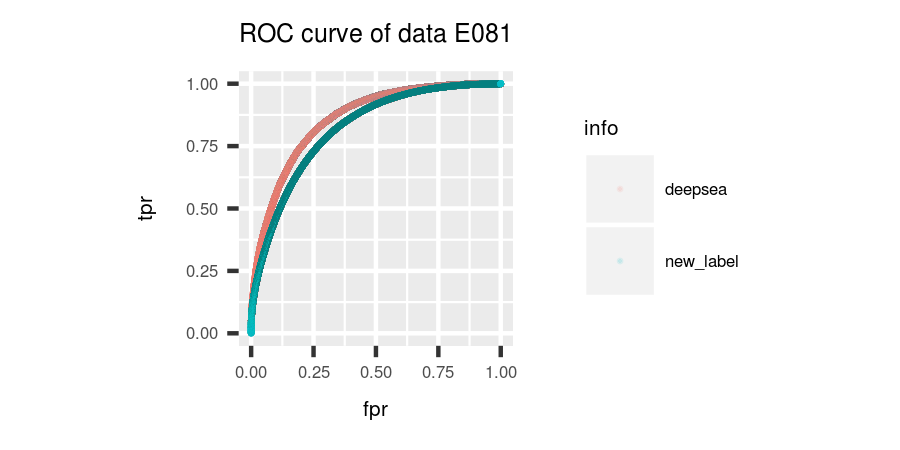 ROC curve of data E081
tpr
1.00
0.75
0.50
0.25
0.00
0.00 0.25 0.50 0.75 1.00
fpr
info
deepsea
new_label